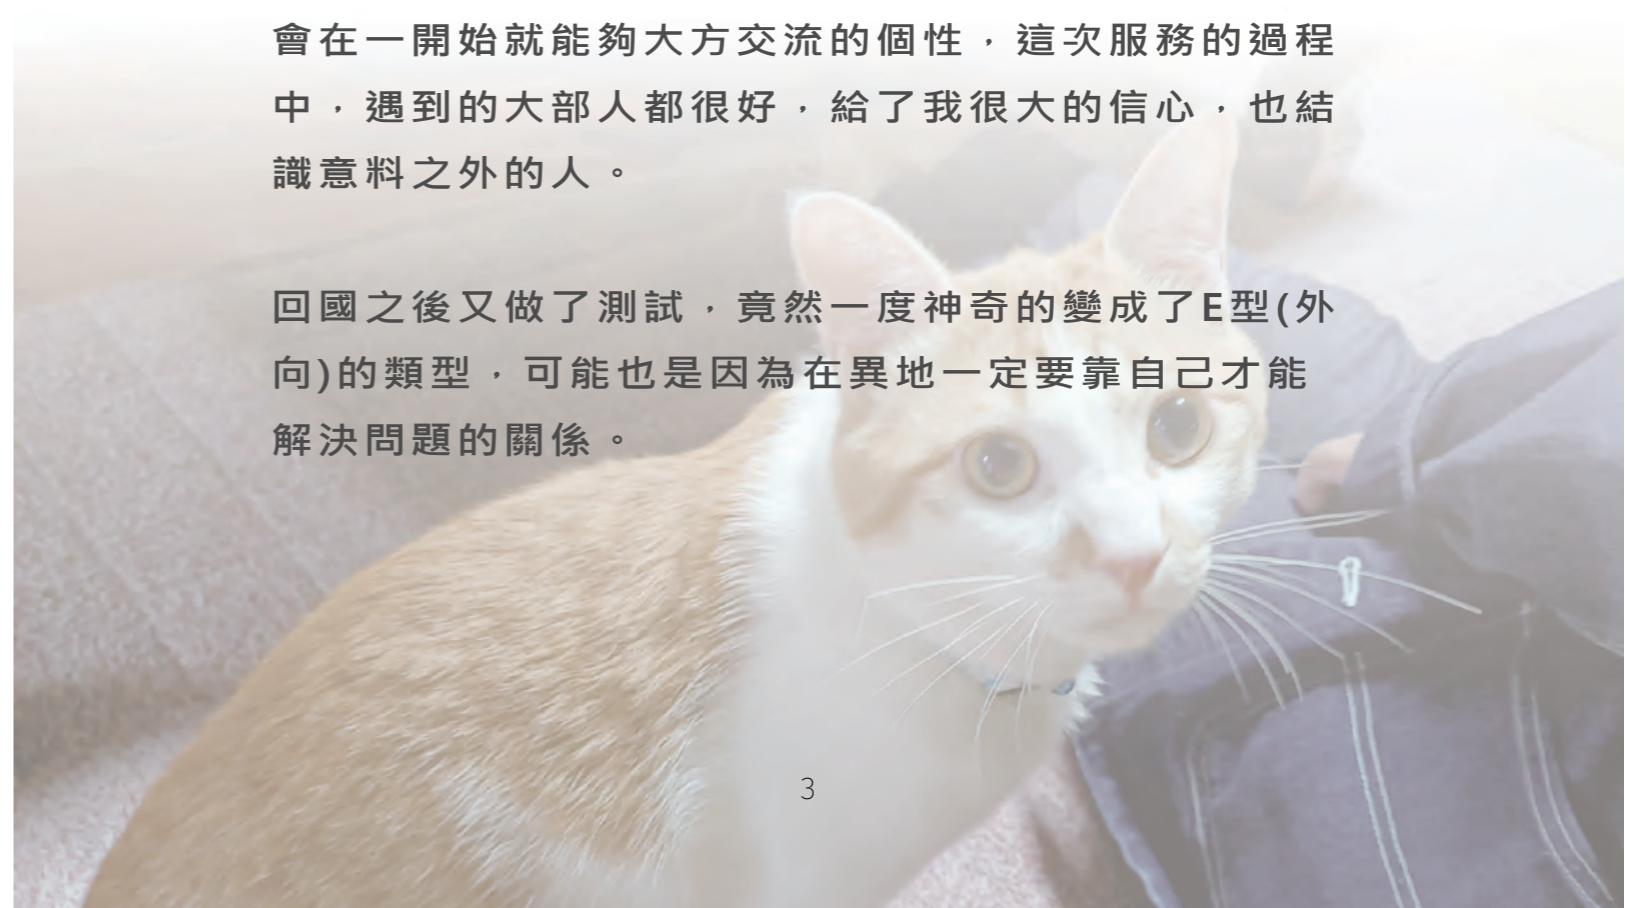 會在一開始就能夠大方交流的個性，這次服務的過程
中，遇到的大部人都很好，給了我很大的信心，也結
識意料之外的人。
回國之後又做了測試，竟然一度神奇的變成了E型(外
向)的類型，可能也是因為在異地一定要靠自己才能
解決問題的關係。
3